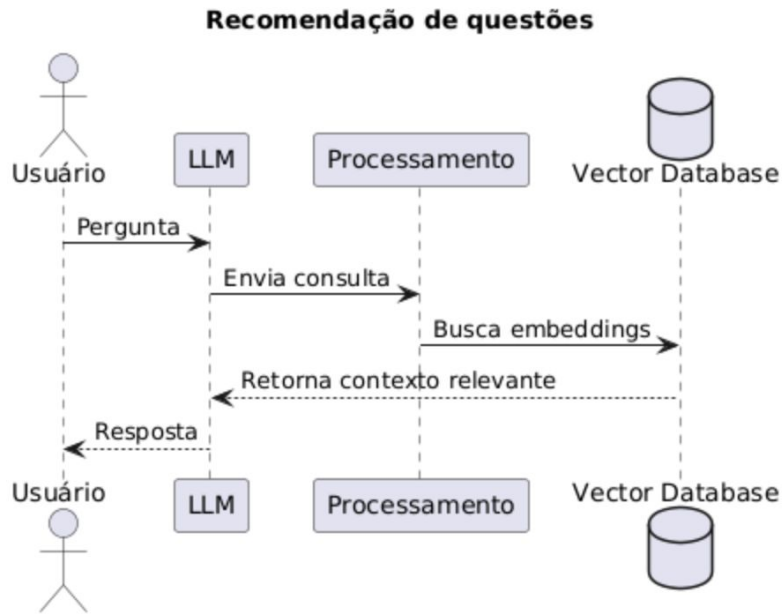 Recomendação de questões
Usuário
LLM
Processamento
Vector Database
Pergunta
Envia consulta
Busca embeddings
Retorna contexto relevante
Resposta
Usuário
LLM
Processamento
Vector Database